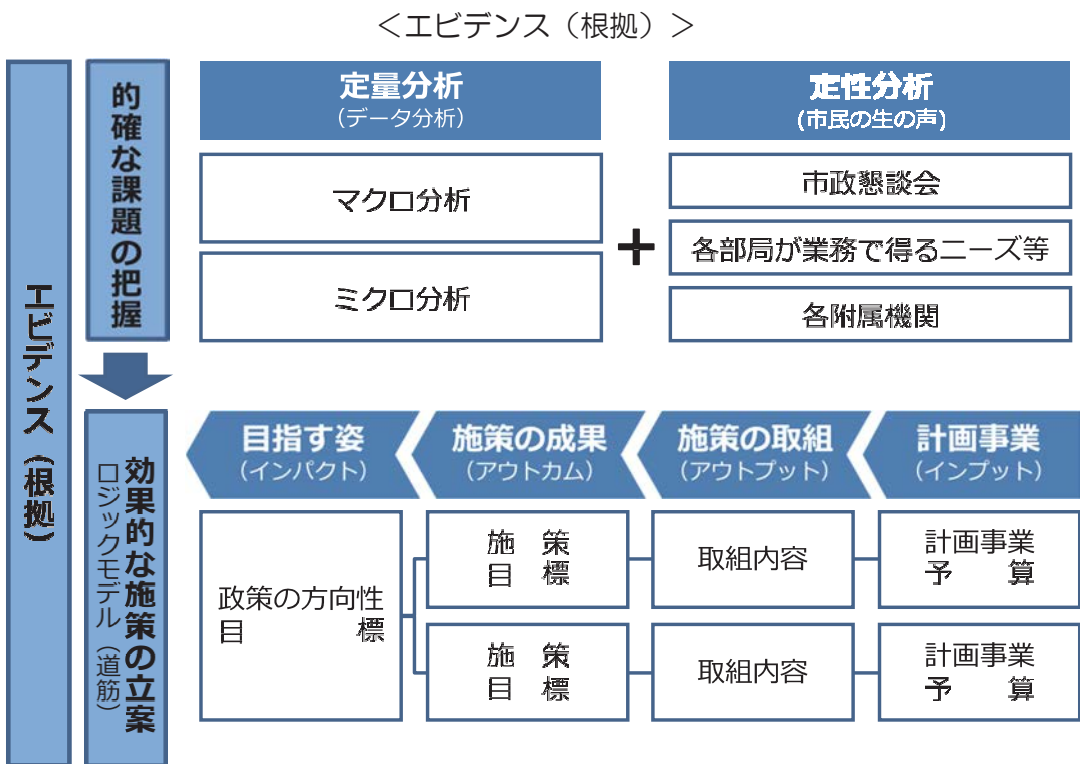 ＜エビデンス（根拠）＞
エビデンス（根拠）
的確な課題の把握
定量分析
（データ分析）
マクロ分析
ミクロ分析
＋
定性分析
(市民の生の声)
市政懇談会
各部局が業務で得るニーズ等
各附属機関
効果的な施策の立案
ロジックモデル（道筋）
目指す姿
（インパクト）
施策の成果
（アウトカム）
施策の取組
（アウトプット）
計画事業
（インプット）
政策の方向性
目　　　標
施　策
目　標
取組内容
計画事業
予　　算
施　策
目　標
取組内容
計画事業
予　　算